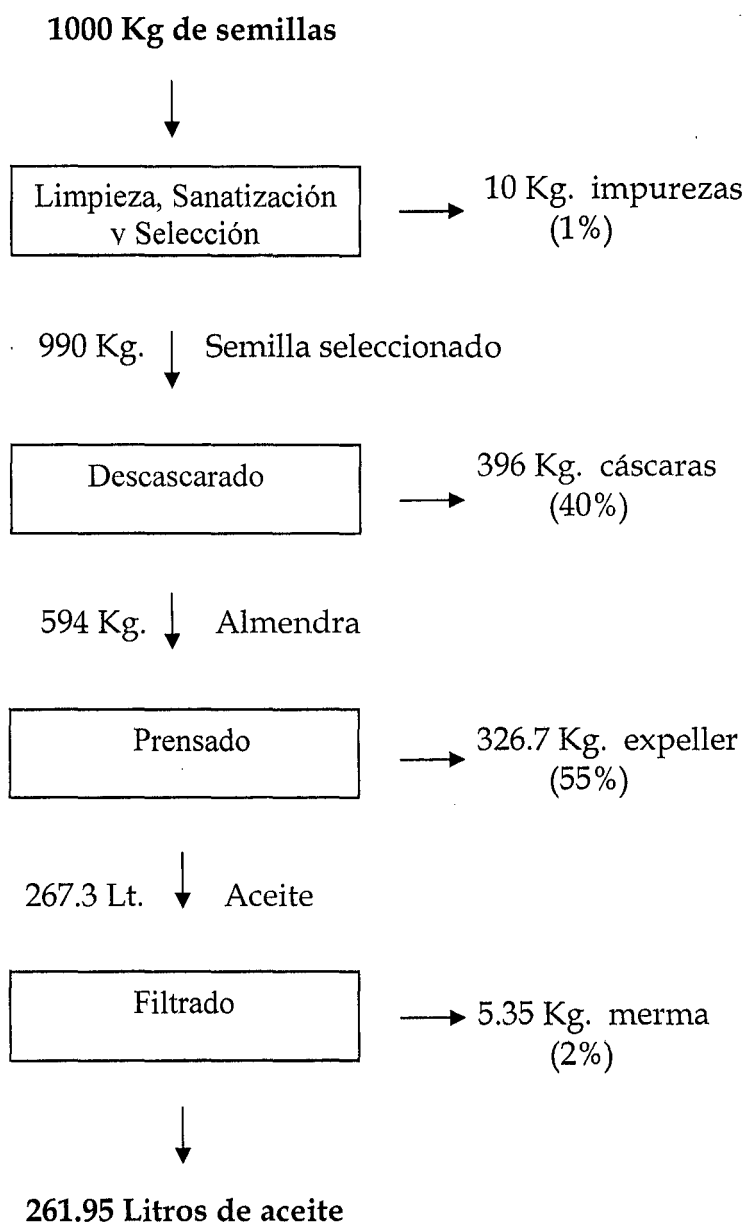 1000 Kg de semillas
Limpieza, Sanatización
y Selección
10 Kg. impurezas
(1%)
990 Kg. Semilla seleccionado
Descascarado
396 Kg. cáscaras
(40%)
594 Kg. Almendra
Prensado
326.7 Kg. expeller
(55%)
267.3 Lt. Aceite
Filtrado
5.35 Kg. merma
(2%)
261.95 Litros de aceite